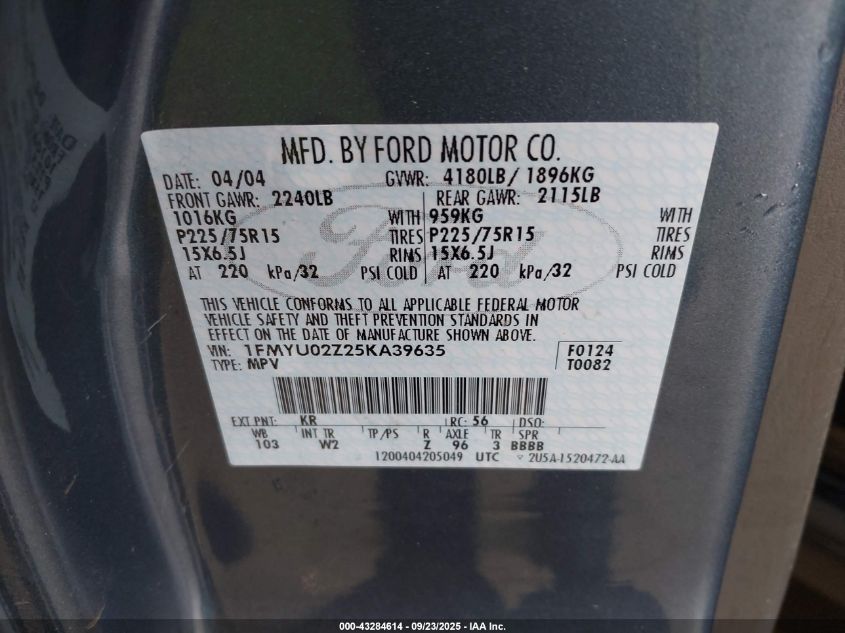 MFD. BY FORD MOTOR CO.
DATE: 04/04 GVWR: 4180LB/ 1896KG
FRONT GAWR: 2240LB REAR GAWR: 2115LB
1016KG WITH 959KG WITH
P225/75R15 TIRES P225/75R15 TIRES
15X6.5J RIMS 15X6.5J RIMS
AT 220 kPa/32 PSI COLD AT 220 kPa/32 PSI COLD
THIS VEHICLE CONFORMS TO ALL APPLICABLE FEDERAL MOTOR
VEHICLE SAFETY AND THEFT PREVENTION STANDARDS IN
EFFECT ON THE DATE OF MANUFACTURE SHOWN ABOVE.
VIN: 1FMYU02Z25KA39635 F0124
TYPE: MPV T0082
EXT PNT: KR RC: 56 DSO:
WB INT TR TP/PS R AXLE TR SPR
103 W2 Z 96 3 BBBB
1200404205049 UTC 2U5A-1520472-AA
Ford
000-43284614 - 09/23/2025 - IAA Inc.